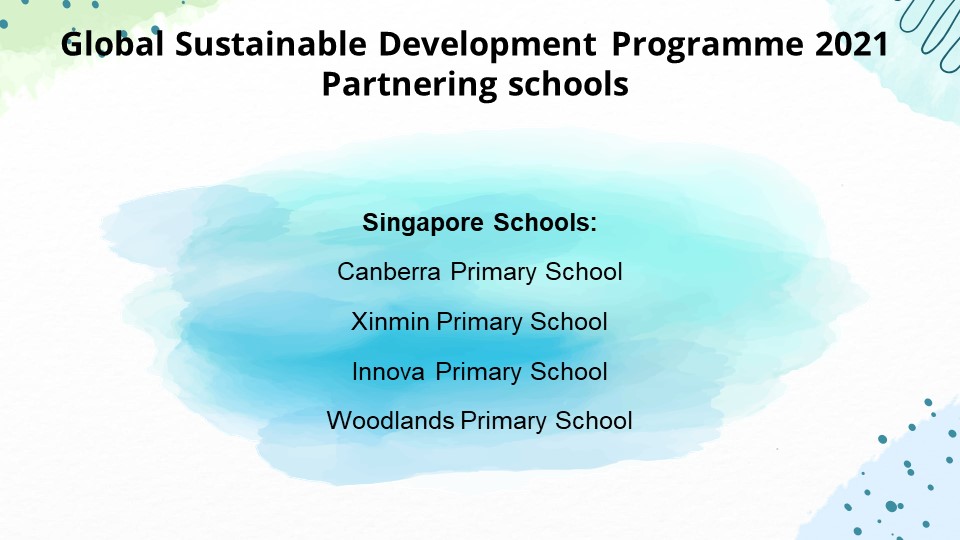 Global Sustainable Development Programme 2021
Partnering schools
Singapore Schools:
Canberra Primary School
Xinmin Primary School
Innova Primary School
Woodlands Primary School